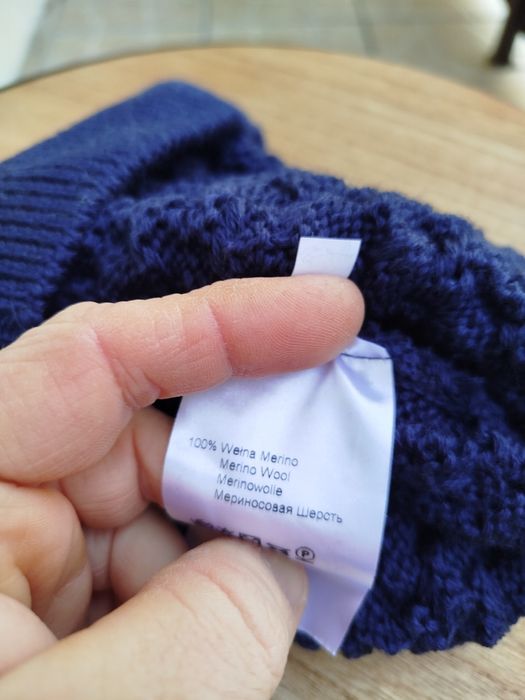 100% Wełna Merino
Merino Wool
Merinowolle
Мериносовая Шерсть
P